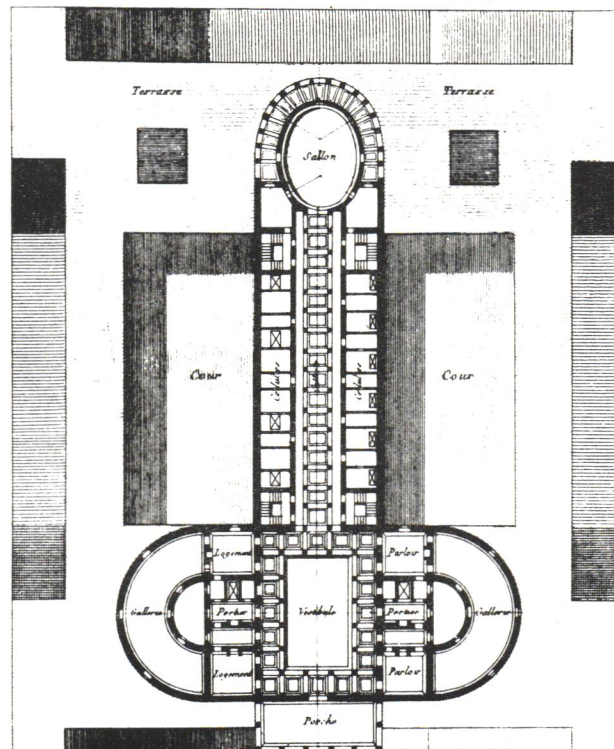 Terrasse
Terrasse
Sallon
Cour
Cour
Logement
Parloir
Gallerie
Portier
Vestibule
Portier
Gallerie
Logement
Parloir
Porche